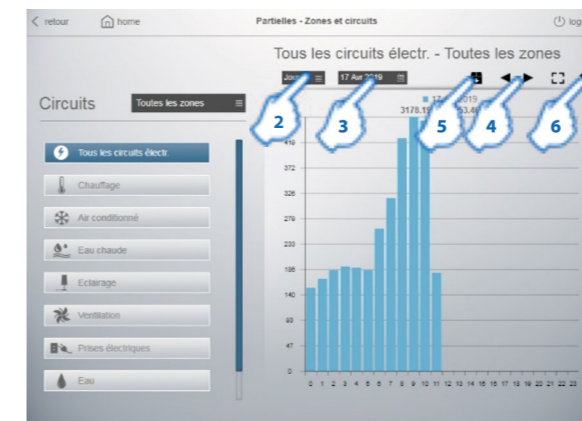 retour
home
Partielles - Zones et circuits
log
Tous les circuits électr. - Toutes les zones
17 Avr 2019
Circuits
Toutes les zones
2019
3178.19
2
3
5
4
6
Tous les circuits électr.
Chauffage
Air conditionné
Eau chaude
Eclairage
Ventilation
Prises électriques
Eau
419
372
326
279
233
186
140
93
47
0
0 1 2 3 4 5 6 7 8 9 10 11 12 13 14 15 16 17 18 19 20 21 22 23